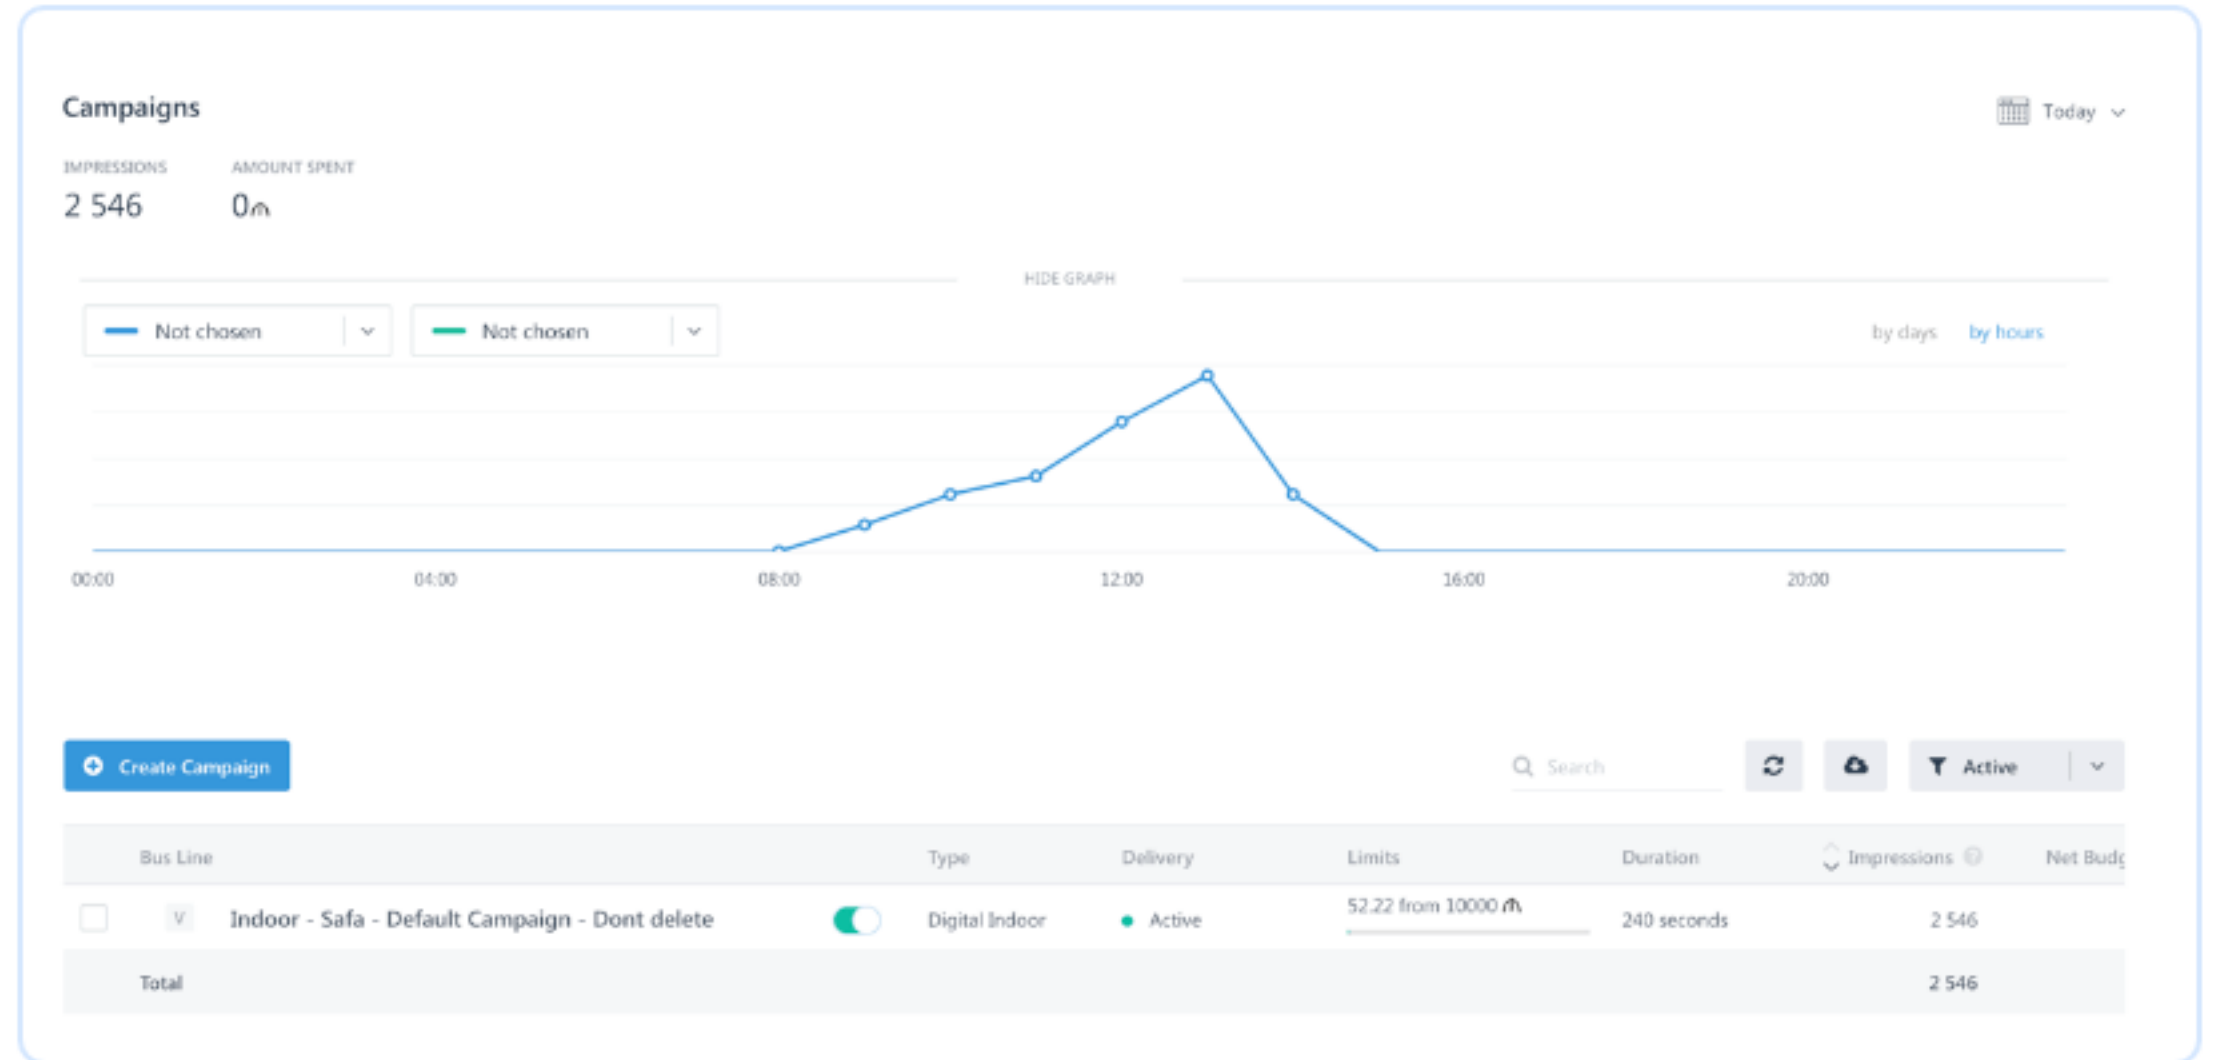 Campaigns
Today
IMPRESSIONS AMOUNT SPENT
2 546 0₼
HIDE GRAPH
Not chosen Not chosen by days by hours
00:00 04:00 08:00 12:00 16:00 20:00
Create Campaign Search Active
Bus Line Type Delivery Limits Duration Impressions Net Budg
V Indoor - Safa - Default Campaign - Dont delete Digital Indoor Active 52.22 from 10000 ₼ 240 seconds 2 546
Total 2 546